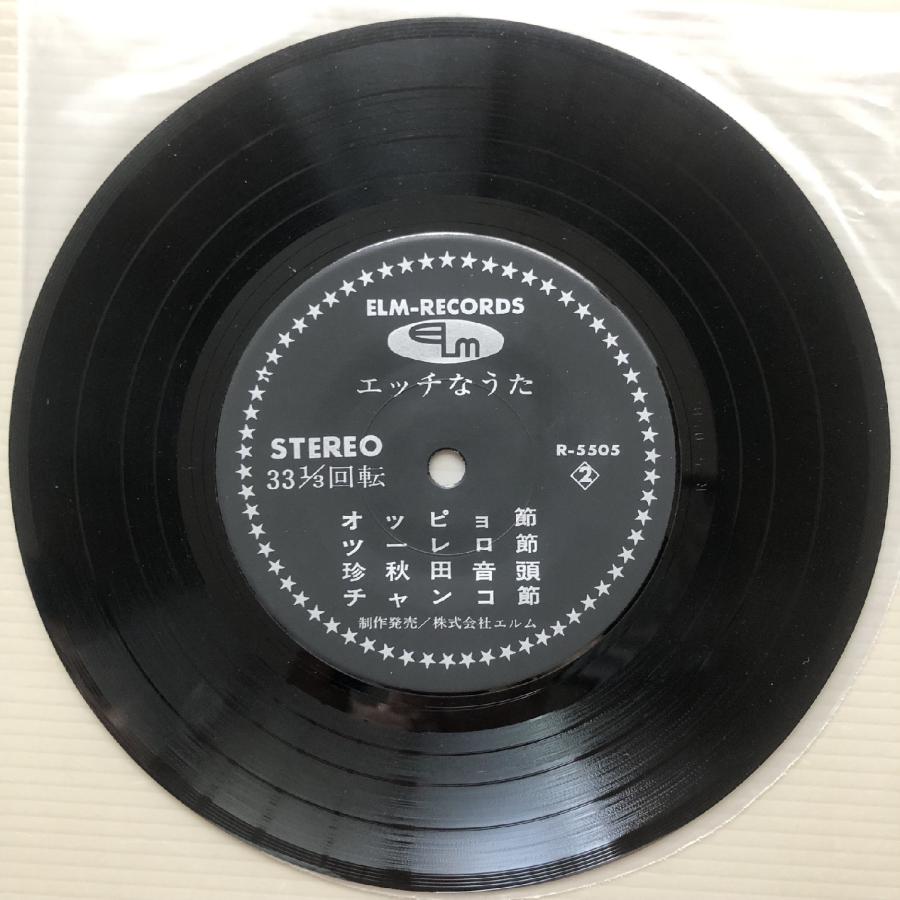 ELM-RECORDS
ELm
エッチなうた
STEREO
R-5505
33 1/3回転
2
オッピョ節
ツーレロ節
珍秋田音頭
チャンコ節
制作発売/株式会社エルム